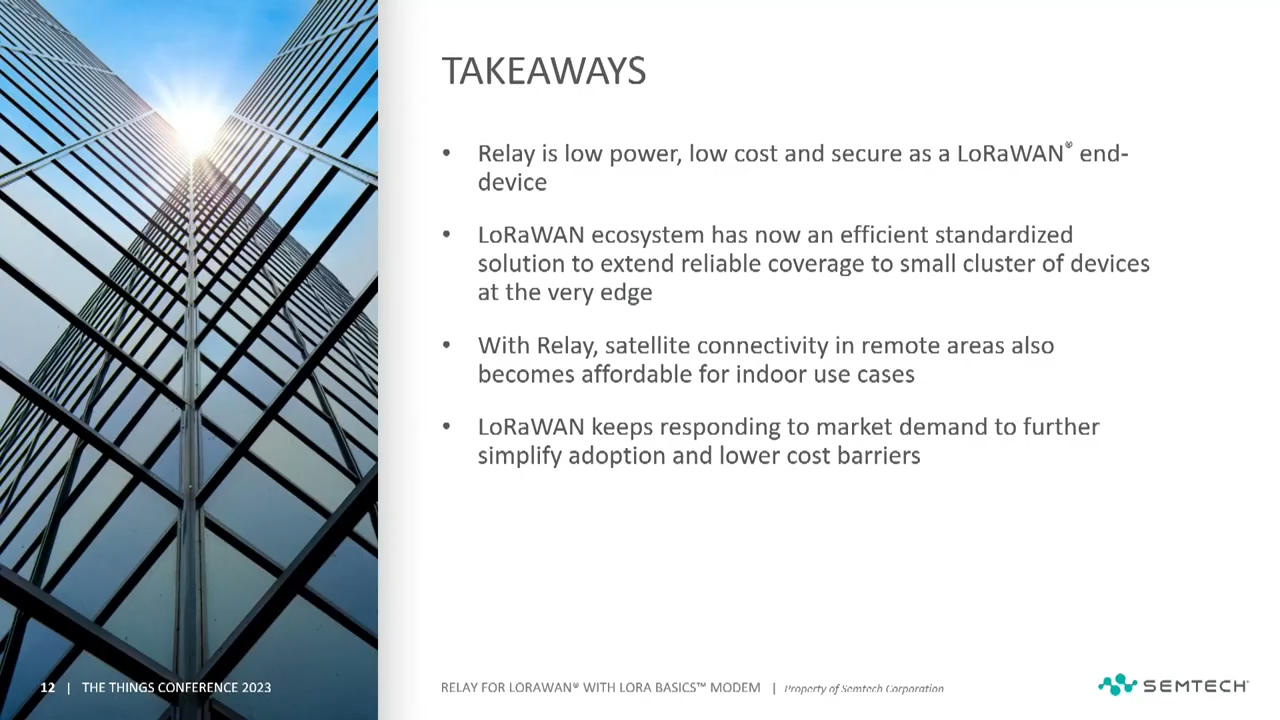 TAKEAWAYS
• Relay is low power, low cost and secure as a LoRaWAN® end-
device
• LoRaWAN ecosystem has now an efficient standardized
solution to extend reliable coverage to small cluster of devices
at the very edge
• With Relay, satellite connectivity in remote areas also
becomes affordable for indoor use cases
• LoRaWAN keeps responding to market demand to further
simplify adoption and lower cost barriers
12 | THE THINGS CONFERENCE 2023
RELAY FOR LORAWAN® WITH LORA BASICS™ MODEM | Property of Semtech Corporation
SEMTECH®